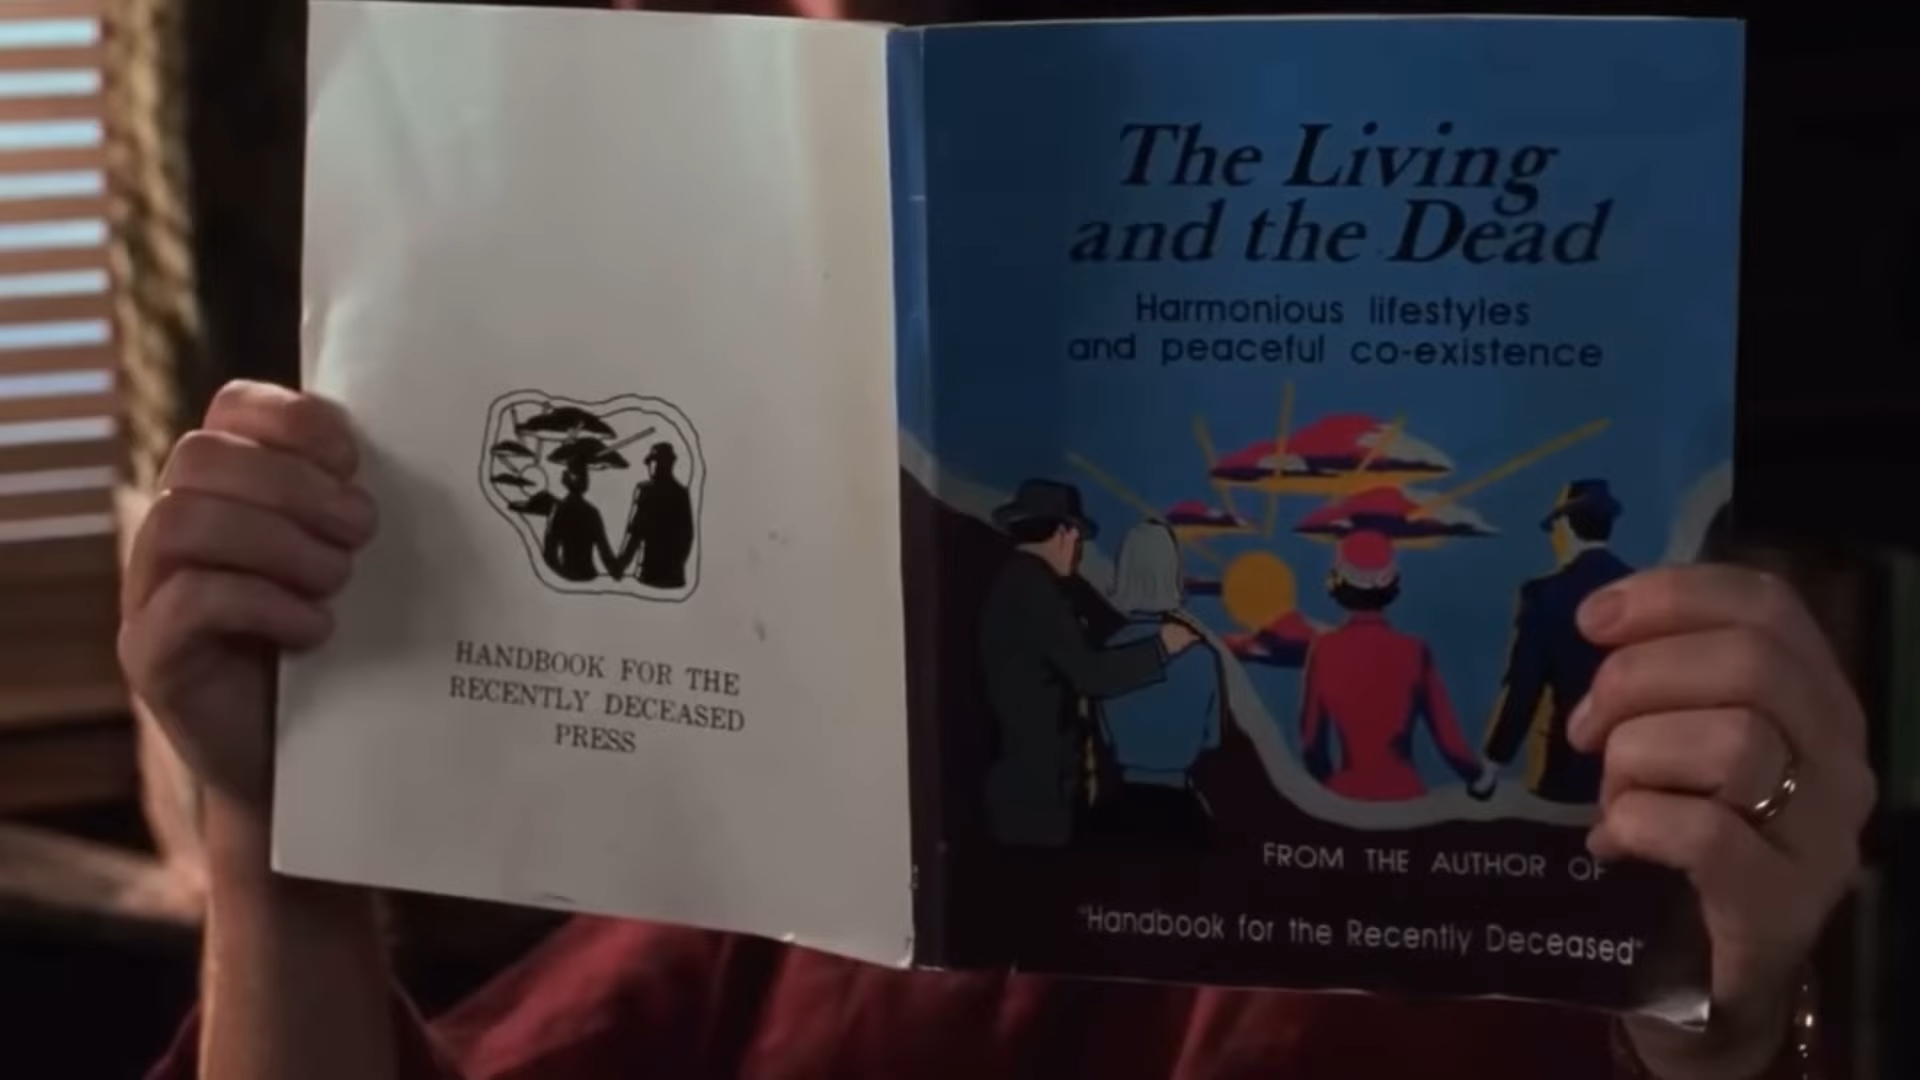 HANDBOOK FOR THE
RECENTLY DECEASED
PRESS
The Living
and the Dead
Harmonious lifestyles
and peaceful co-existence
FROM THE AUTHOR OF
"Handbook for the Recently Deceased"